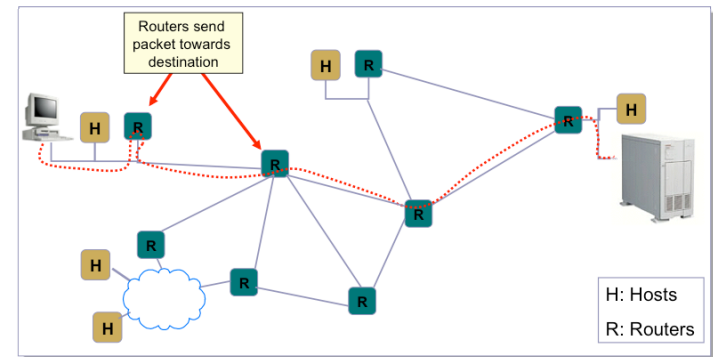 Routers send
packet towards
destination
H
R
H
R
H
R
R
R
R
H
R
R
H
H: Hosts
R: Routers